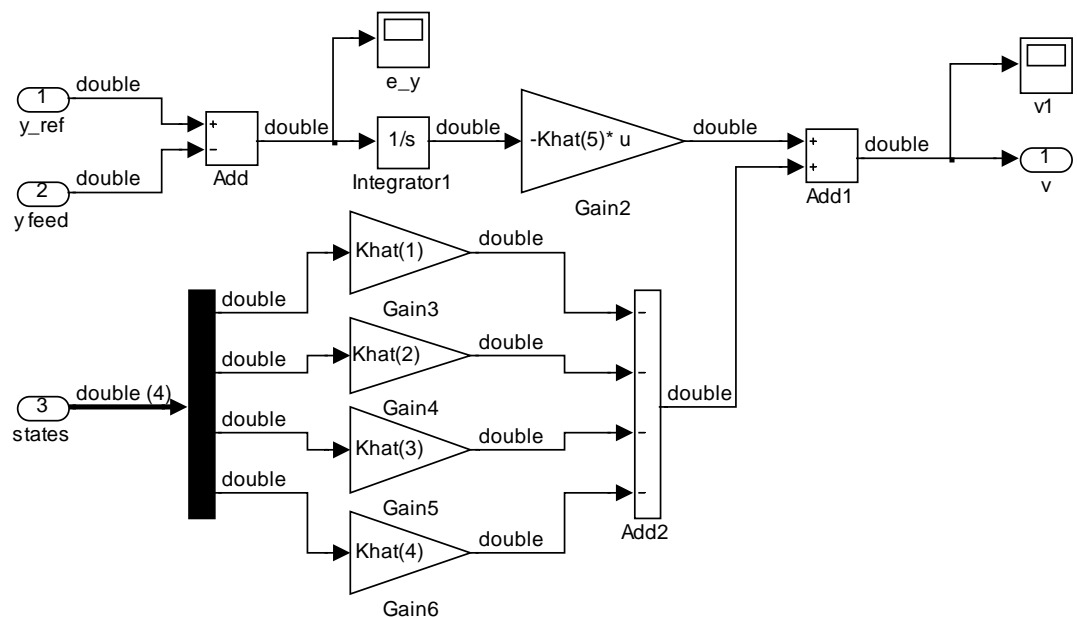 e_y
v1
double
1
y_ref
+
−
double
Add
1/s
double
Integrator1
-Khat(5)* u
Gain2
double
+
+
double
Add1
1
v
2
y feed
double
Khat(1)
double
Gain3
double
Khat(2)
double
Gain4
double
double (4)
3
states
double
Khat(3)
double
Gain5
double
Khat(4)
double
Gain6
−
−
−
−
double
Add2